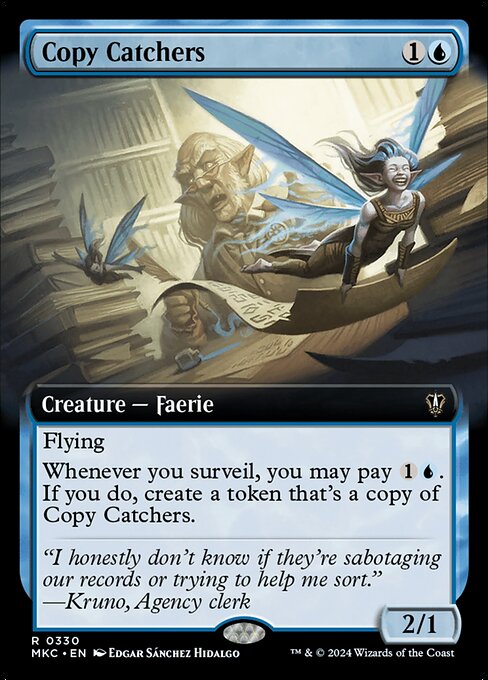 Copy Catchers 1
Creature — Faerie
Flying
Whenever you surveil, you may pay 1 .
If you do, create a token that's a copy of
Copy Catchers.
“I honestly don't know if they're sabotaging
our records or trying to help me sort.”
—Kruno, Agency clerk
2/1
R 0330
MKC • EN Edgar Sánchez Hidalgo
™ & © 2024 Wizards of the Coast